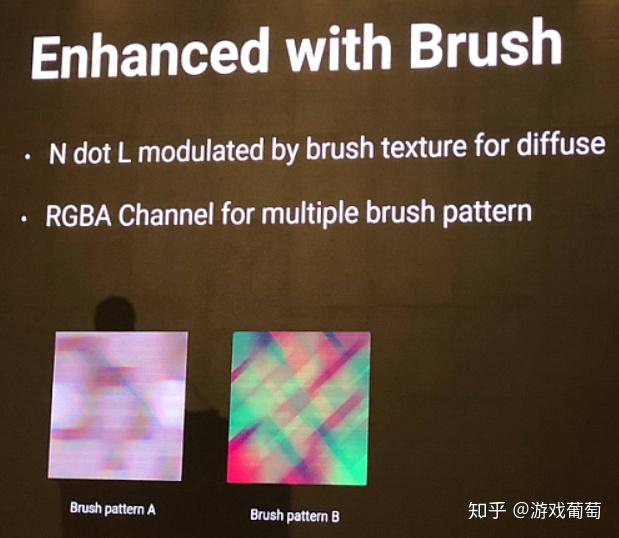 Enhanced with Brush
• N dot L modulated by brush texture for diffuse
• RGBA Channel for multiple brush pattern
Brush pattern A
Brush pattern B
知乎 @游戏葡萄